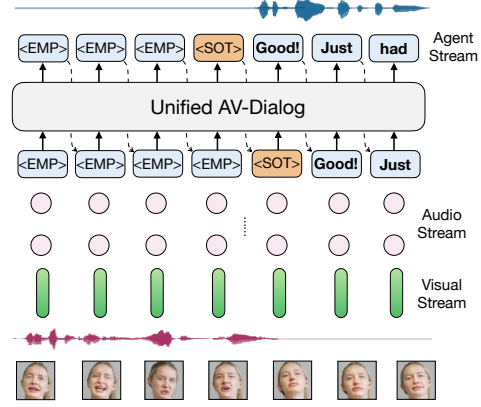 <EMP> <EMP> <EMP> <SOT> Good! Just had
Agent
Stream
Unified AV-Dialog
<EMP> <EMP> <EMP> <EMP> <SOT> Good! Just
Audio
Stream
Visual
Stream